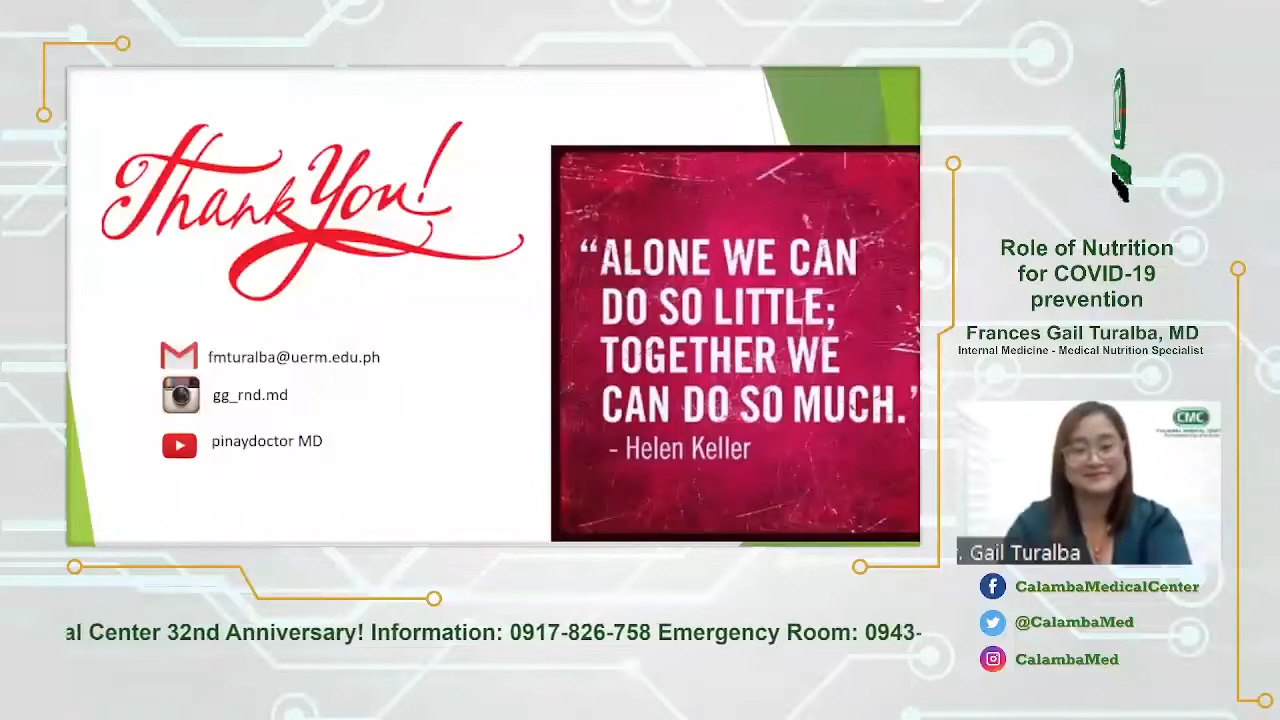 Thank You!
fmturalba@uerm.edu.ph
gg_rnd.md
pinaydoctor MD
“ALONE WE CAN
DO SO LITTLE;
TOGETHER WE
CAN DO SO MUCH.”
- Helen Keller
Role of Nutrition
for COVID-19
prevention
Frances Gail Turalba, MD
Internal Medicine - Medical Nutrition Specialist
CMC
. Gail Turalba
CalambaMedicalCenter
@CalambaMed
CalambaMed
al Center 32nd Anniversary! Information: 0917-826-758 Emergency Room: 0943-